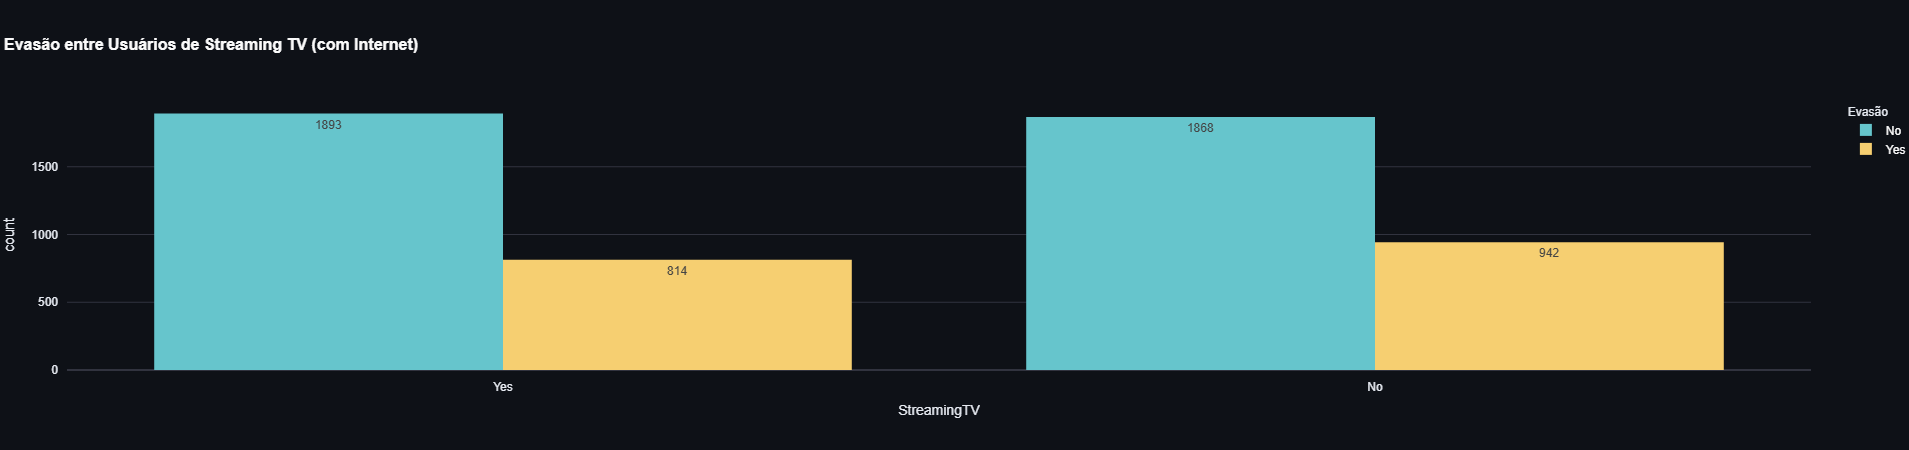 Evasão entre Usuários de Streaming TV (com Internet)
Evasão
No
Yes
1893
1868
814
942
1500
1000
500
0
count
Yes
No
StreamingTV